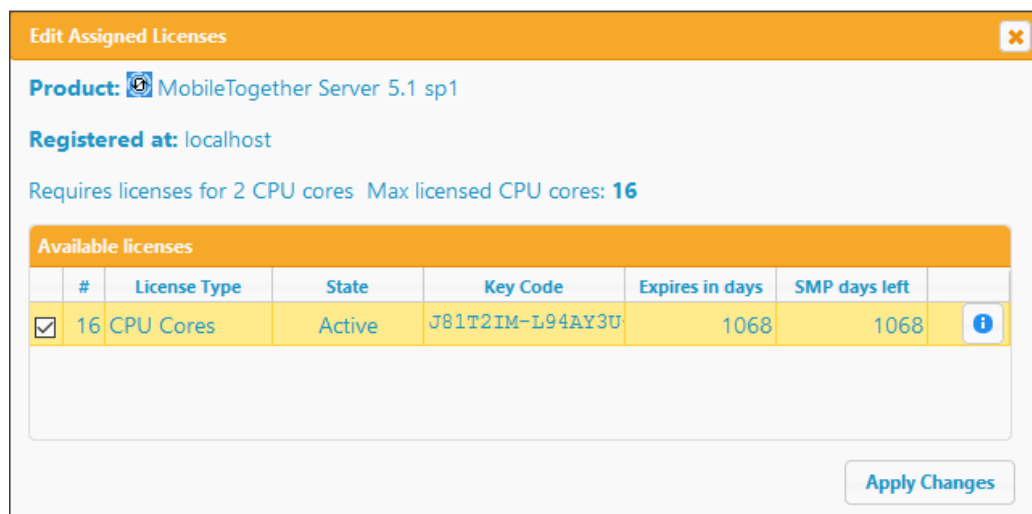 Edit Assigned Licenses
Product: MobileTogether Server 5.1 sp1
Registered at: localhost
Requires licenses for 2 CPU cores Max licensed CPU cores: 16
Available licenses
# License Type State Key Code Expires in days SMP days left
16 CPU Cores Active J81T2IM-L94AY3U- 1068 1068
Apply Changes